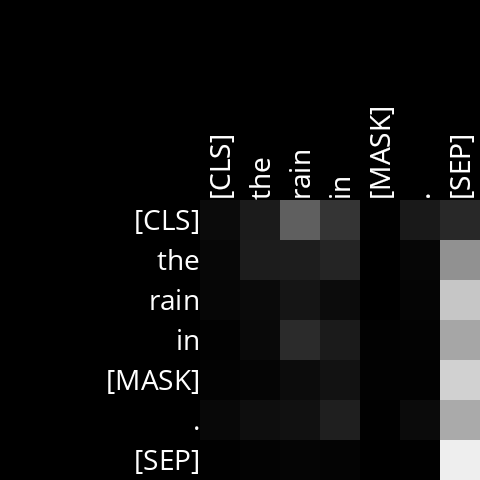 [CLS] the rain in [MASK] . [SEP]
[CLS]
the
rain
in
[MASK]
.
[SEP]